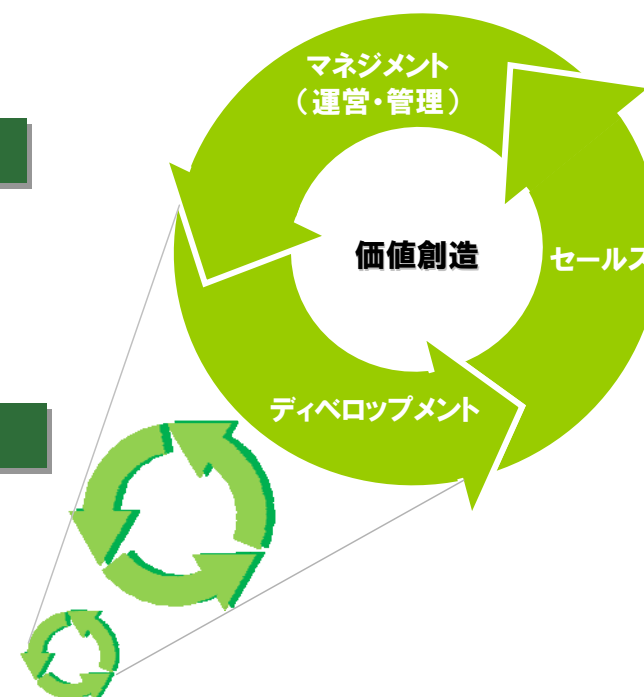 マネジメント
（運営・管理）
価値創造
セールス
ディベロップメント